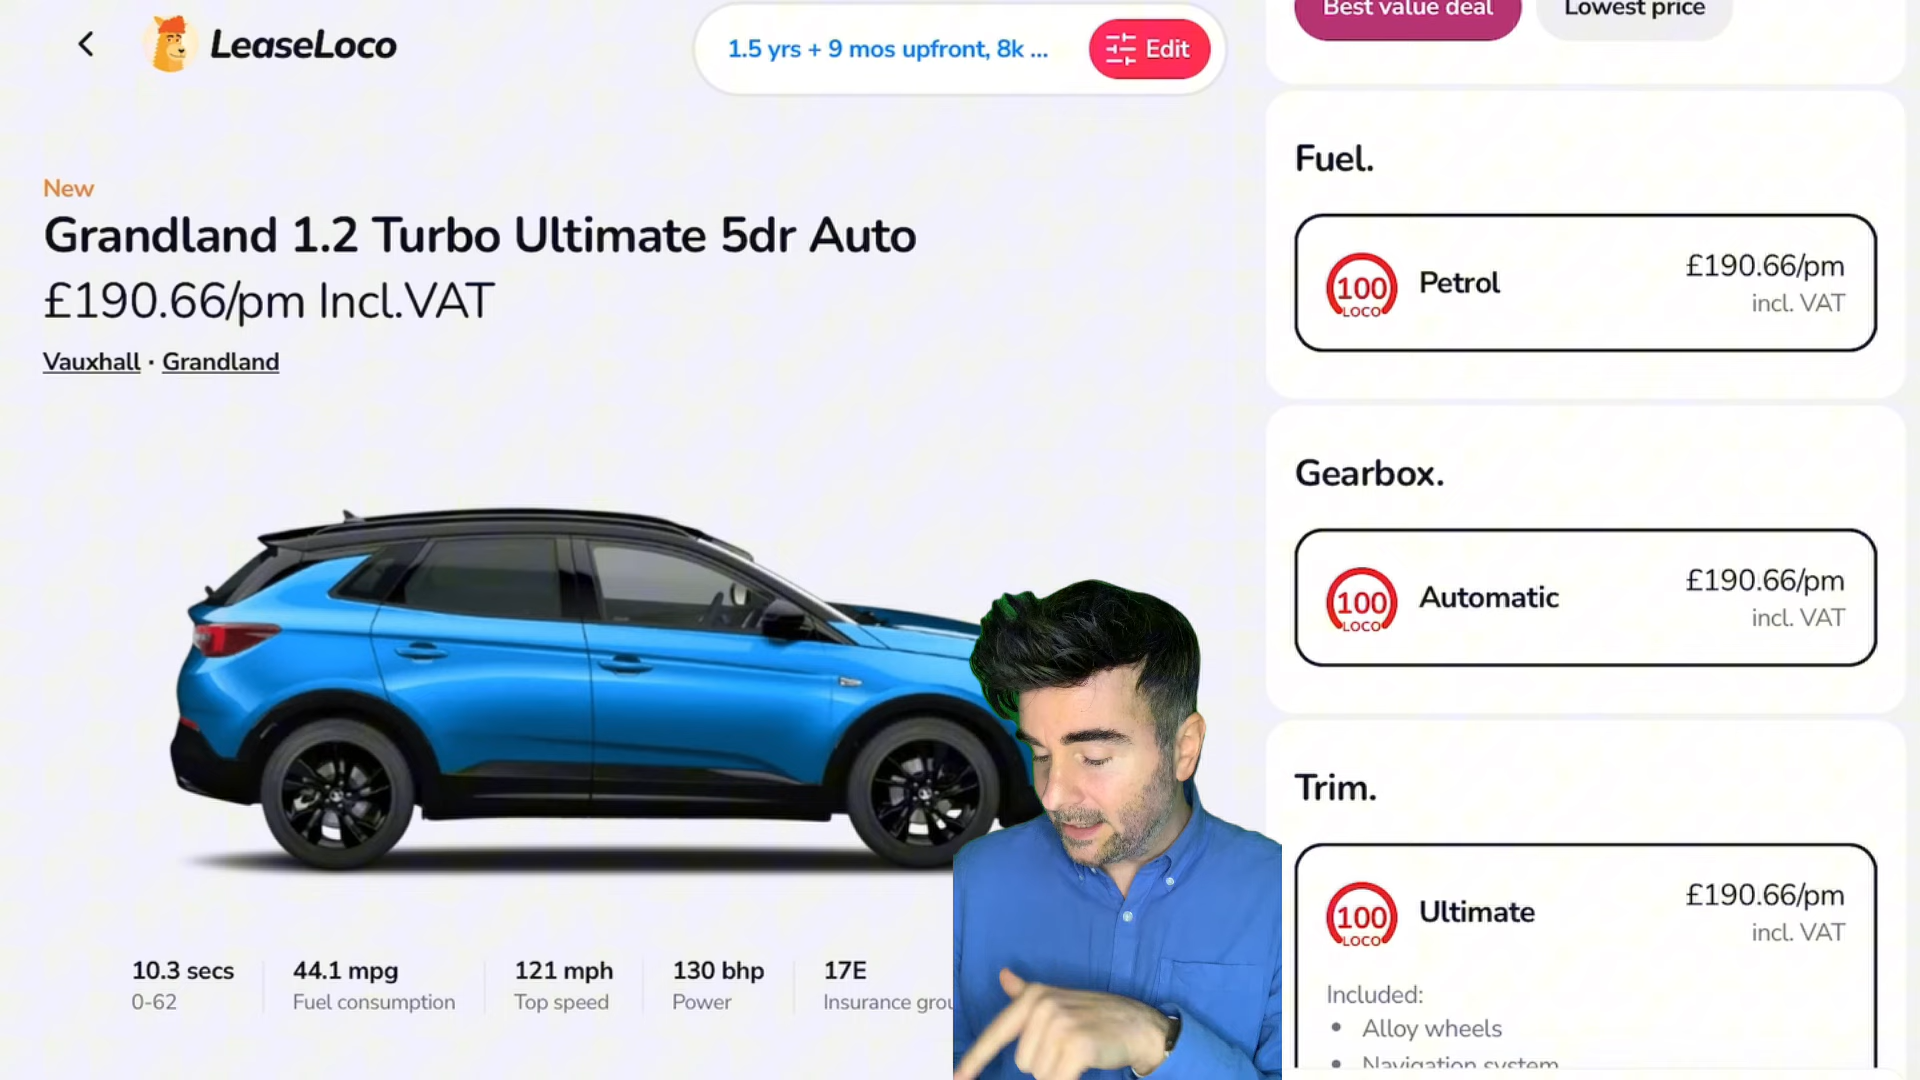 LeaseLoco
1.5 yrs + 9 mos upfront, 8k ...
Edit
New
Grandland 1.2 Turbo Ultimate 5dr Auto
£190.66/pm Incl.VAT
Vauxhall · Grandland
10.3 secs
0-62
44.1 mpg
Fuel consumption
121 mph
Top speed
130 bhp
Power
17E
Insurance grou
Best value deal
Lowest price
Fuel.
100
LOCO
Petrol
£190.66/pm
incl. VAT
Gearbox.
100
LOCO
Automatic
£190.66/pm
incl. VAT
Trim.
100
LOCO
Ultimate
£190.66/pm
incl. VAT
Included:
• Alloy wheels
• Navigation system